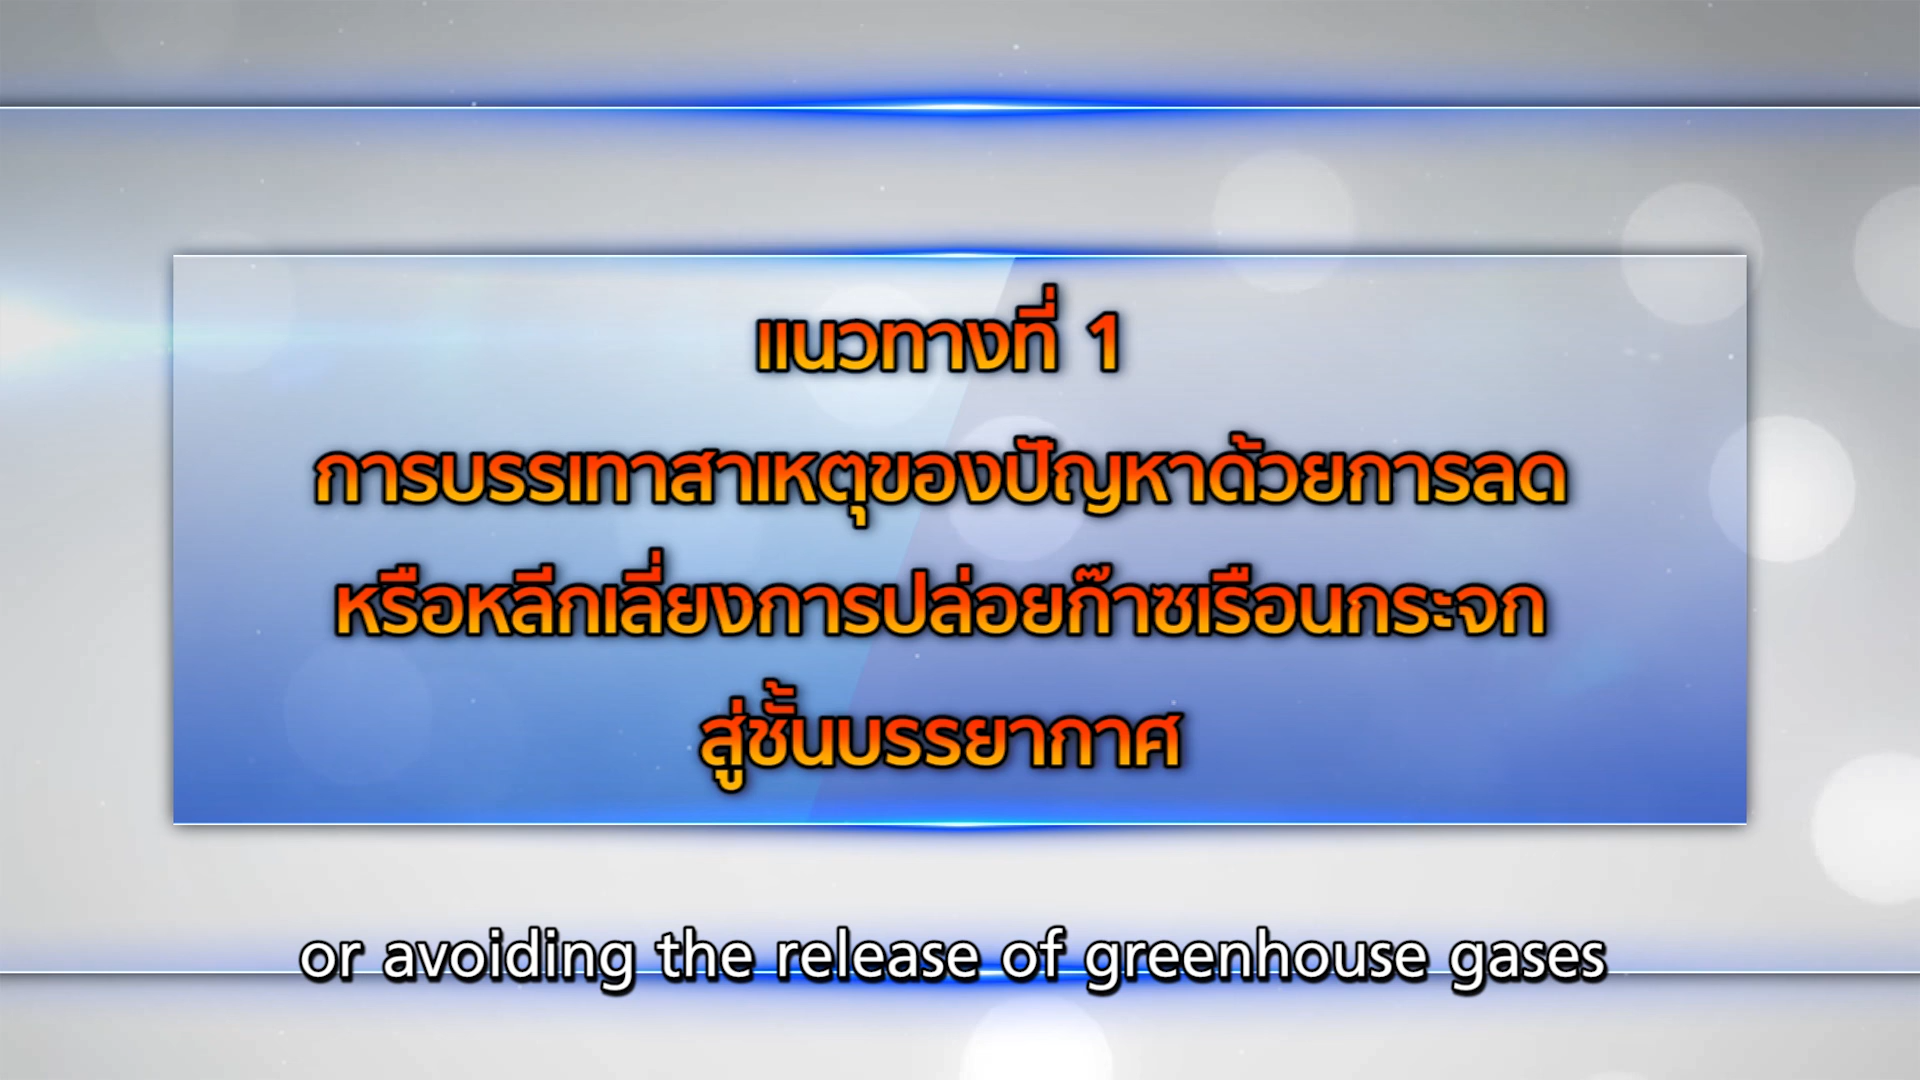 แนวทางที่ 1
การบรรเทาสาเหตุของปัญหาด้วยการลด
หรือหลีกเลี่ยงการปล่อยก๊าซเรือนกระจก
สู่ชั้นบรรยากาศ
or avoiding the release of greenhouse gases